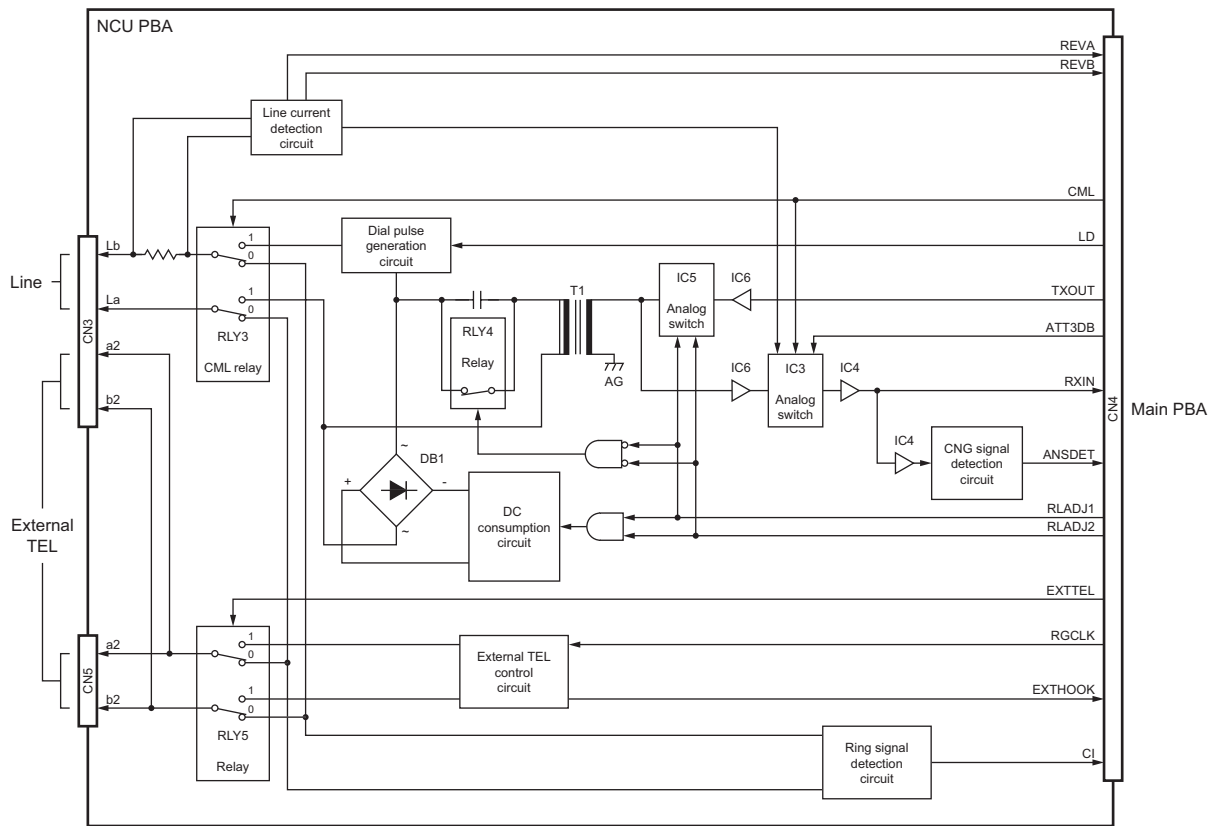 NCU PBA
REVA
REVB
Line current
detection
circuit
CML
Dial pulse
generation
circuit
LD
Lb
1
0
Line
La
1
0
RLY3
CML relay
CN3
IC5
Analog
switch
IC6
TXOUT
T1
RLY4
Relay
AG
ATT3DB
IC6
IC3
Analog
switch
IC4
RXIN
CN4
Main PBA
a2
b2
IC4
CNG signal
detection
circuit
ANSDET
~
DB1
+
-
~
DC
consumption
circuit
RLADJ1
RLADJ2
External
TEL
EXTTEL
a2
1
0
External TEL
control
circuit
RGCLK
CN5
b2
1
0
EXTHOOK
RLY5
Relay
Ring signal
detection
circuit
CI